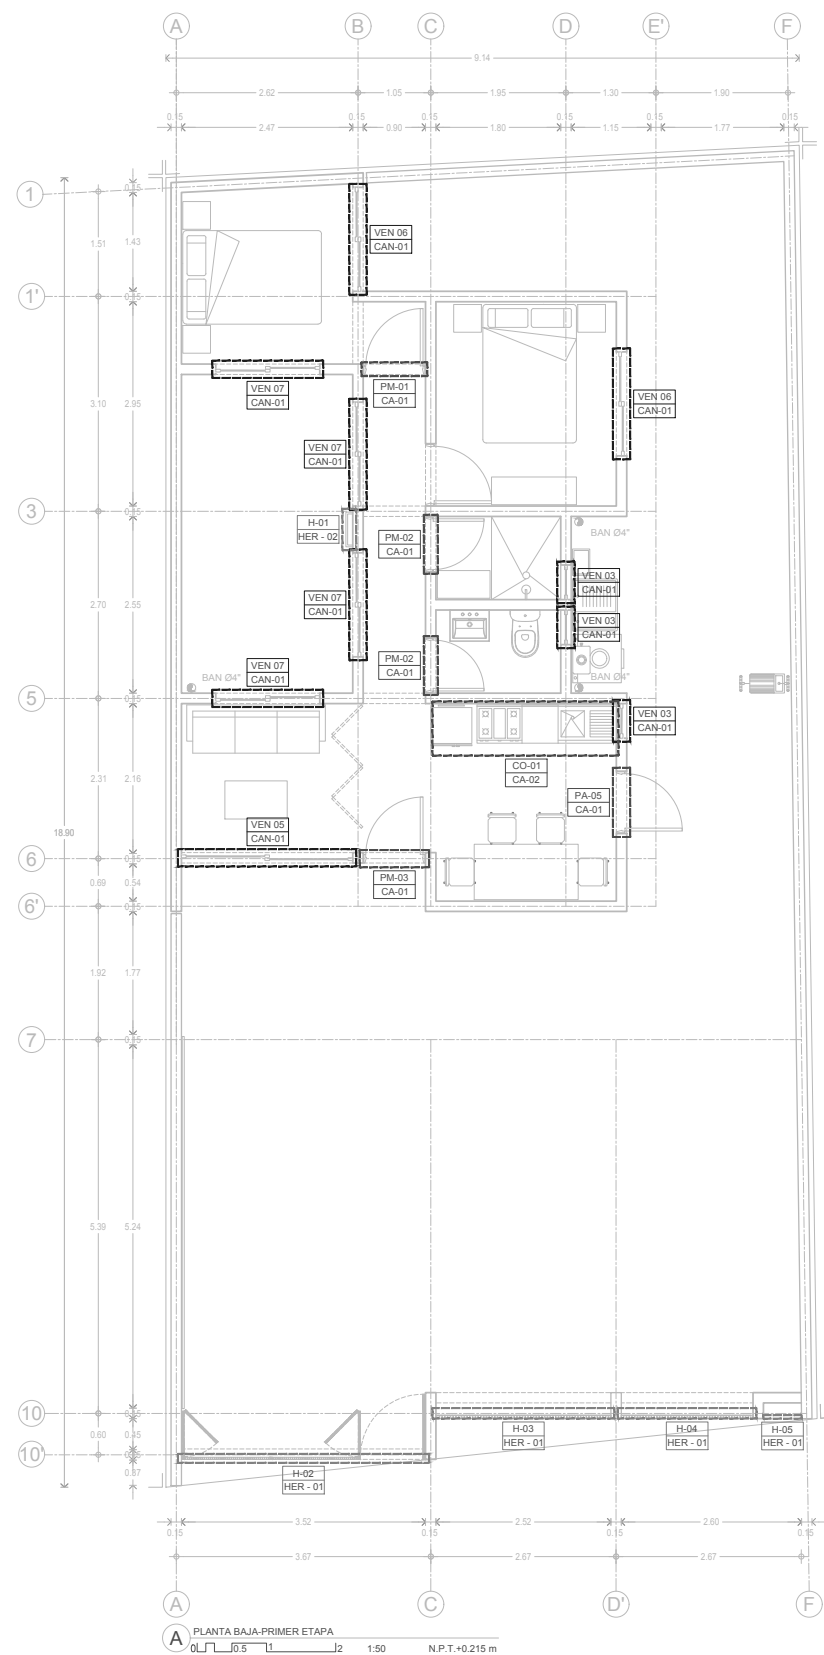 A B C D E' F
9.14
2.62 1.05 1.95 1.30 1.90
0.15 0.15 0.15 0.15 0.15 0.15
2.47 0.90 1.80 1.15 1.77
1
0.15
VEN 06
CAN-01
1.51 1.43
1'
0.15
VEN 07
CAN-01
PM-01
CA-01
VEN 06
CAN-01
3.10 2.95
VEN 07
CAN-01
3
0.15
H-01
HER - 02
PM-02
CA-01
BAN Ø4"
VEN 03
CAN-01
2.70 2.55
VEN 07
CAN-01
VEN 03
CAN-01
PM-02
CA-01
VEN 07
CAN-01
BAN Ø4"
BAN Ø4"
5
0.15
VEN 03
CAN-01
CO-01
CA-02
2.31 2.16
PA-05
CA-01
18.90
VEN 05
CAN-01
6
0.15
PM-03
CA-01
0.69 0.54
6'
0.15
1.92 1.77
7
0.15
5.39 5.24
10
0.15
0.60 0.45
H-03
HER - 01
H-04
HER - 01
H-05
HER - 01
10'
H-02
HER - 01
0.15 3.52 0.15 2.52 0.15 2.60 0.15
3.67 2.67 2.67
A C D' F
A
PLANTA BAJA-PRIMER ETAPA
0 0.5 1 2 1:50 N.P.T.+0.215 m